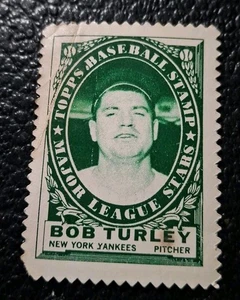 ★ TOPPS BASEBALL STAMP ★
MAJOR LEAGUE STARS
BOB TURLEY
NEW YORK YANKEES PITCHER